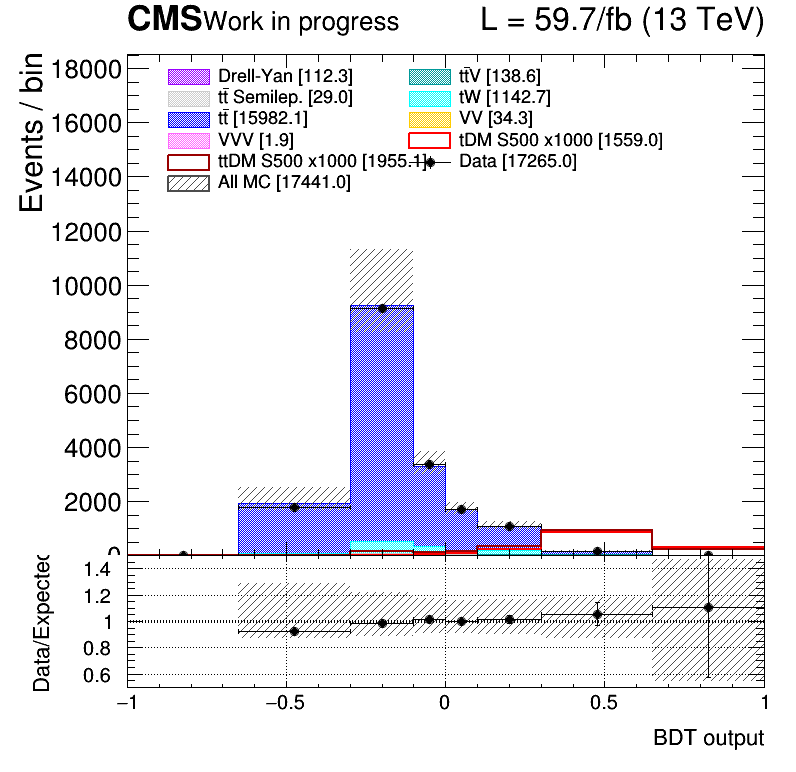 CMS Work in progress L = 59.7/fb (13 TeV)
Events / bin
18000
16000
14000
12000
10000
8000
6000
4000
2000
0
Drell-Yan [112.3] tt̄V [138.6]
tt̄ Semilep. [29.0] tW [1142.7]
tt̄ [15982.1] VV [34.3]
VVV [1.9] tDM S500 x1000 [1559.0]
ttDM S500 x1000 [1955.1] Data [17265.0]
All MC [17441.0]
Data/Expected
1.4
1.2
1
0.8
0.6
−1 −0.5 0 0.5 1
BDT output